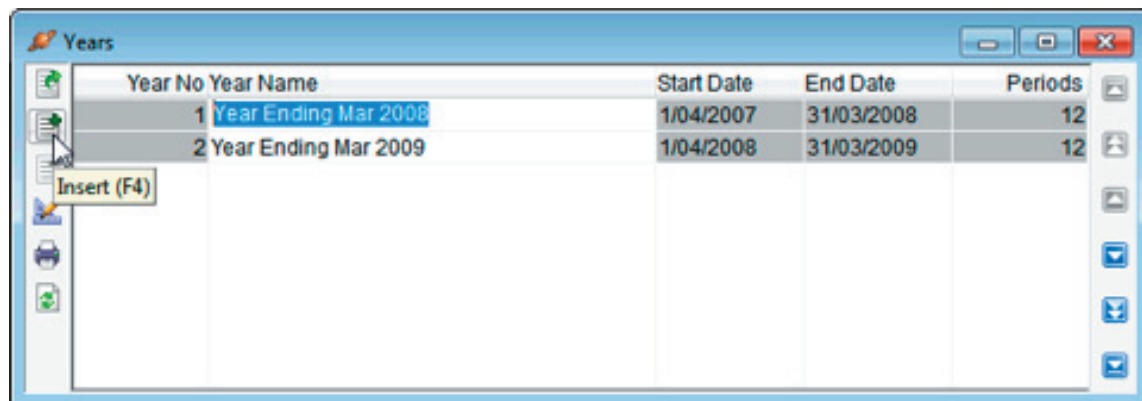 Years
Year No Year Name Start Date End Date Periods
1 Year Ending Mar 2008 1/04/2007 31/03/2008 12
2 Year Ending Mar 2009 1/04/2008 31/03/2009 12
Insert (F4)